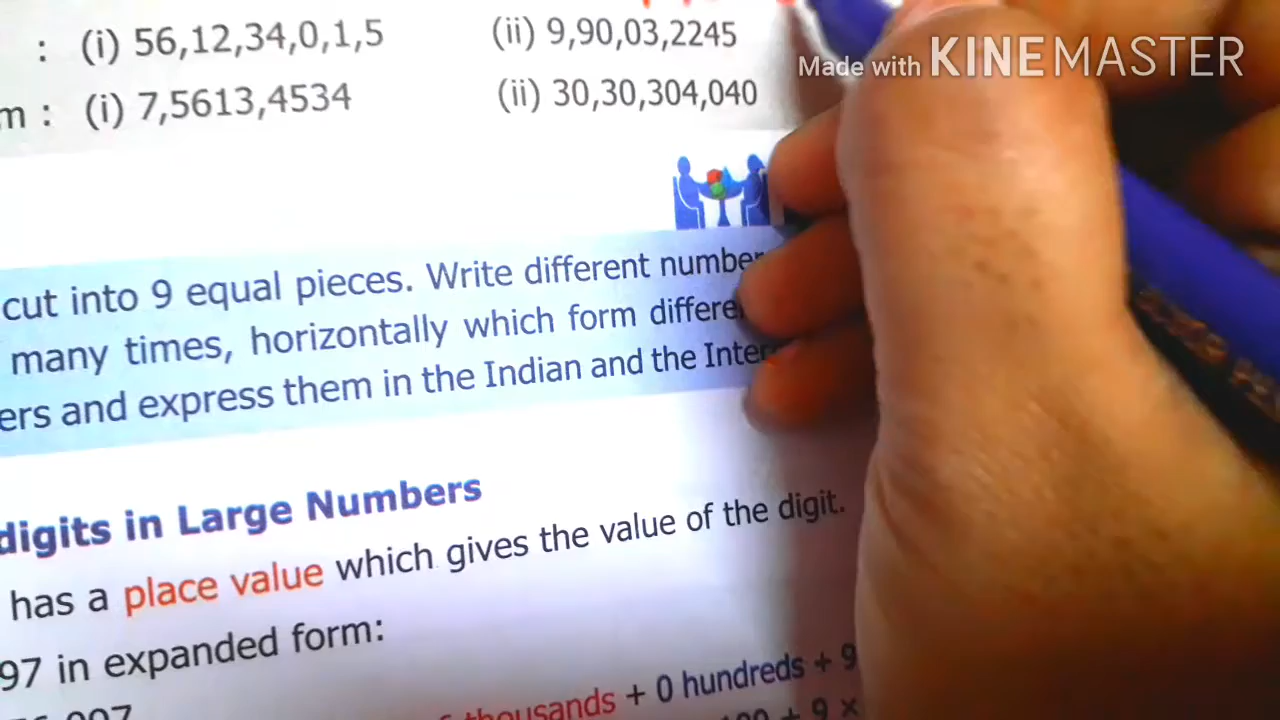 : (i) 56,12,34,0,1,5 (ii) 9,90,03,2245
Made with KINEMASTER
m : (i) 7,5613,4534 (ii) 30,30,304,040
cut into 9 equal pieces. Write different number
many times, horizontally which form differe
ers and express them in the Indian and the Inter
digits in Large Numbers
has a place value which gives the value of the digit.
97 in expanded form:
thousands + 0 hundreds + 9
+ 9 ×